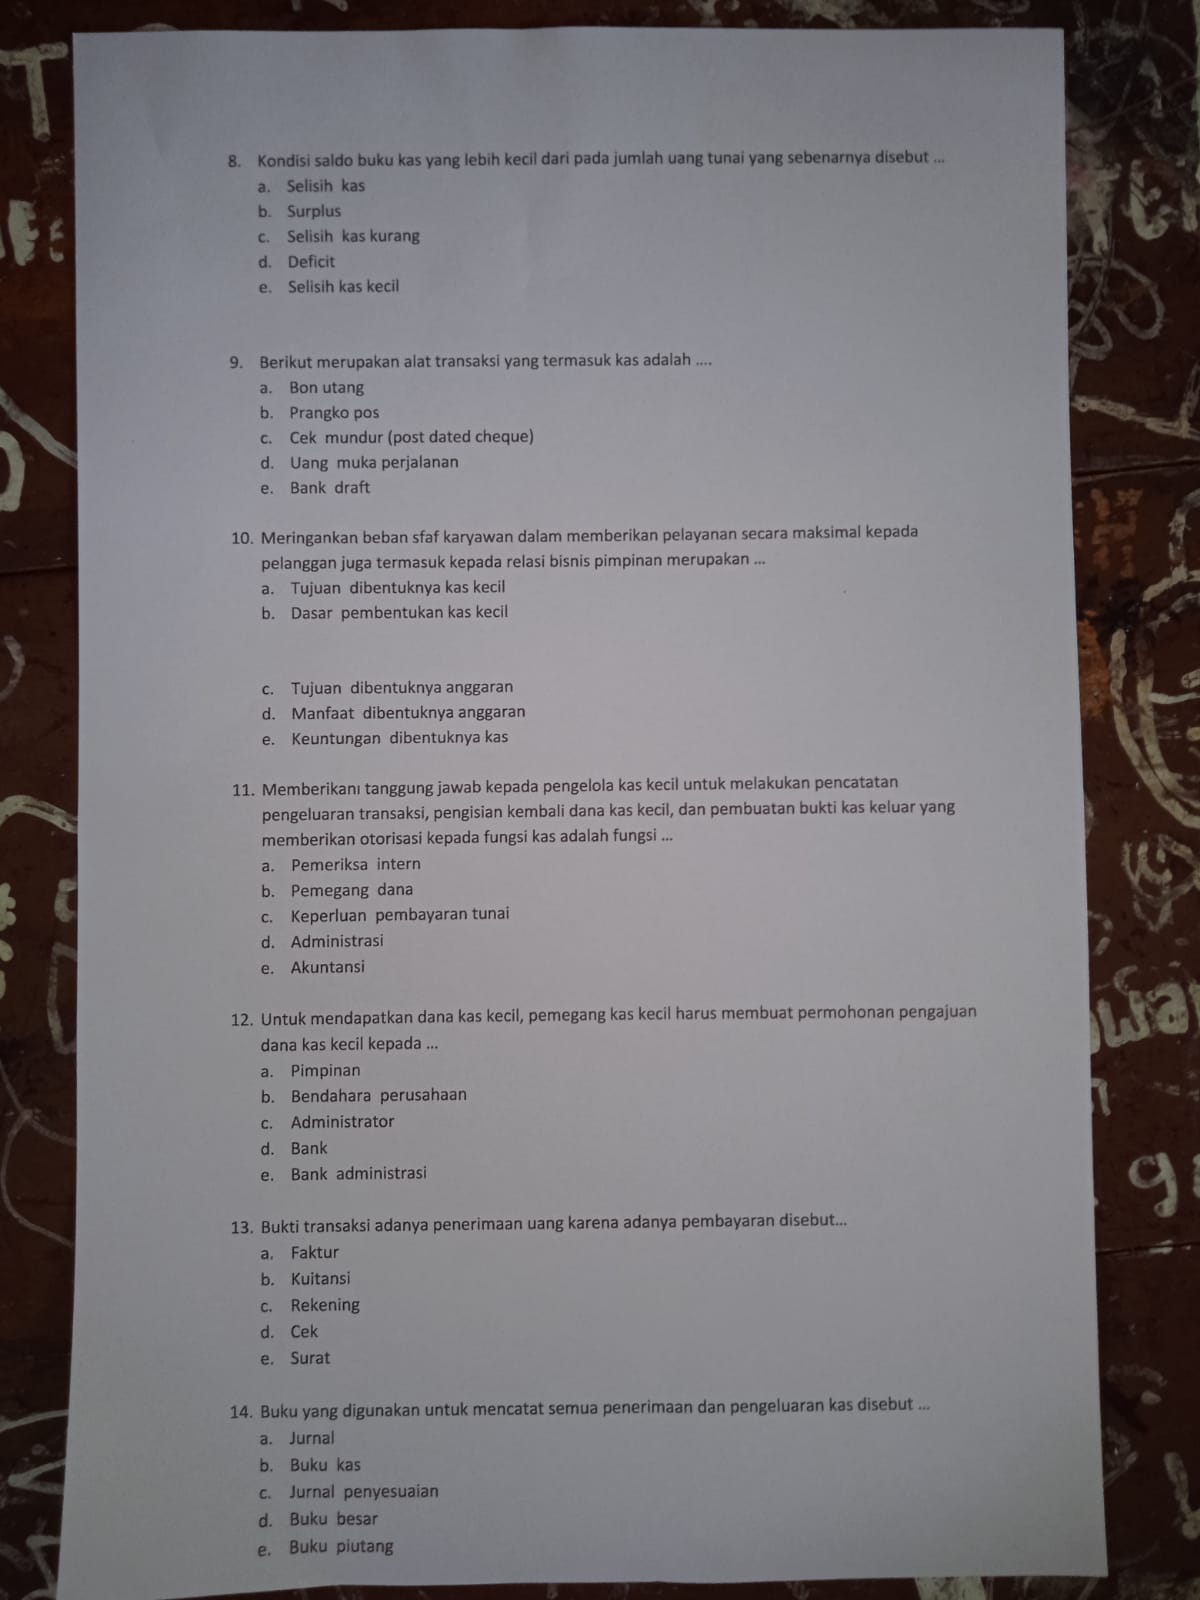 8. Kondisi saldo buku kas yang lebih kecil dari pada jumlah uang tunai yang sebenarnya disebut ...
a. Selisih kas
b. Surplus
c. Selisih kas kurang
d. Deficit
e. Selisih kas kecil
9. Berikut merupakan alat transaksi yang termasuk kas adalah ....
a. Bon utang
b. Prangko pos
c. Cek mundur (post dated cheque)
d. Uang muka perjalanan
e. Bank draft
10. Meringankan beban sfaf karyawan dalam memberikan pelayanan secara maksimal kepada
pelanggan juga termasuk kepada relasi bisnis pimpinan merupakan ...
a. Tujuan dibentuknya kas kecil
b. Dasar pembentukan kas kecil
c. Tujuan dibentuknya anggaran
d. Manfaat dibentuknya anggaran
e. Keuntungan dibentuknya kas
11. Memberikanı tanggung jawab kepada pengelola kas kecil untuk melakukan pencatatan
pengeluaran transaksi, pengisian kembali dana kas kecil, dan pembuatan bukti kas keluar yang
memberikan otorisasi kepada fungsi kas adalah fungsi ...
a. Pemeriksa intern
b. Pemegang dana
c. Keperluan pembayaran tunai
d. Administrasi
e. Akuntansi
12. Untuk mendapatkan dana kas kecil, pemegang kas kecil harus membuat permohonan pengajuan
dana kas kecil kepada ...
a. Pimpinan
b. Bendahara perusahaan
c. Administrator
d. Bank
e. Bank administrasi
13. Bukti transaksi adanya penerimaan uang karena adanya pembayaran disebut...
a. Faktur
b. Kuitansi
c. Rekening
d. Cek
e. Surat
14. Buku yang digunakan untuk mencatat semua penerimaan dan pengeluaran kas disebut ...
a. Jurnal
b. Buku kas
c. Jurnal penyesuaian
d. Buku besar
e. Buku piutang